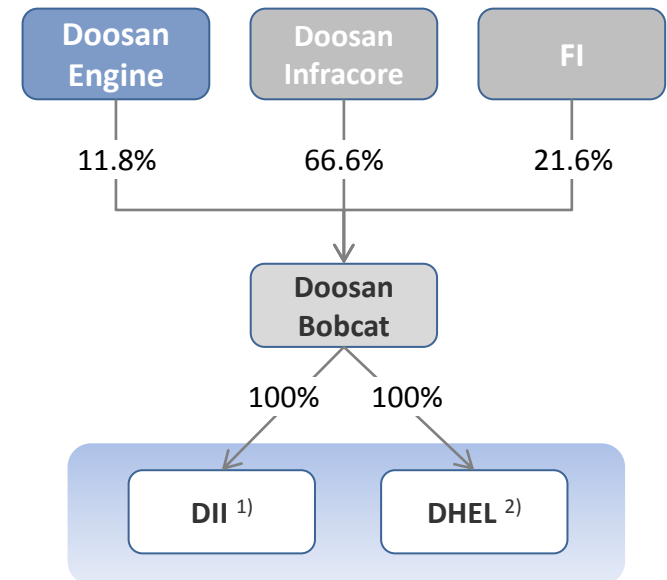 Doosan
Engine
Doosan
Infracore
FI
11.8%
66.6%
21.6%
Doosan
Bobcat
100%
100%
DII 1)
DHEL 2)